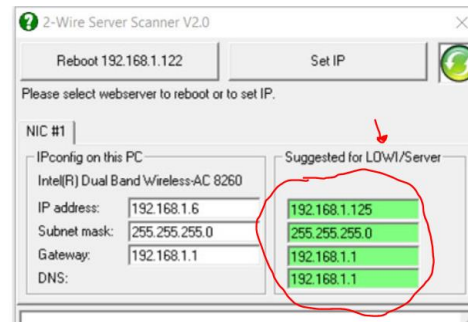 2-Wire Server Scanner V2.0
Reboot 192.168.1.122 Set IP
Please select webserver to reboot or to set IP.
NIC #1
IPconfig on this PC Suggested for LOWI/Server
Intel(R) Dual Band Wireless-AC 8260
IP address: 192.168.1.6 192.168.1.125
Subnet mask: 255.255.255.0 255.255.255.0
Gateway: 192.168.1.1 192.168.1.1
DNS: 192.168.1.1